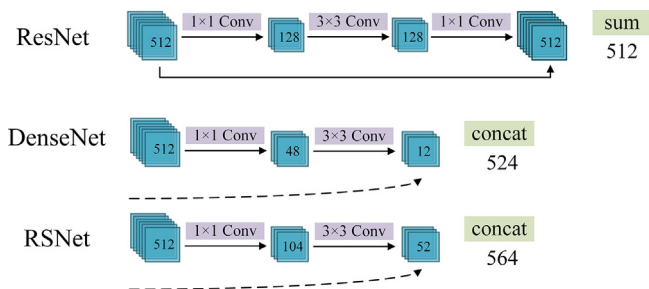 ResNet 512 1×1 Conv 128 3×3 Conv 128 1×1 Conv 512 sum
512
DenseNet 512 1×1 Conv 48 3×3 Conv 12 concat
524
RSNet 512 1×1 Conv 104 3×3 Conv 52 concat
564